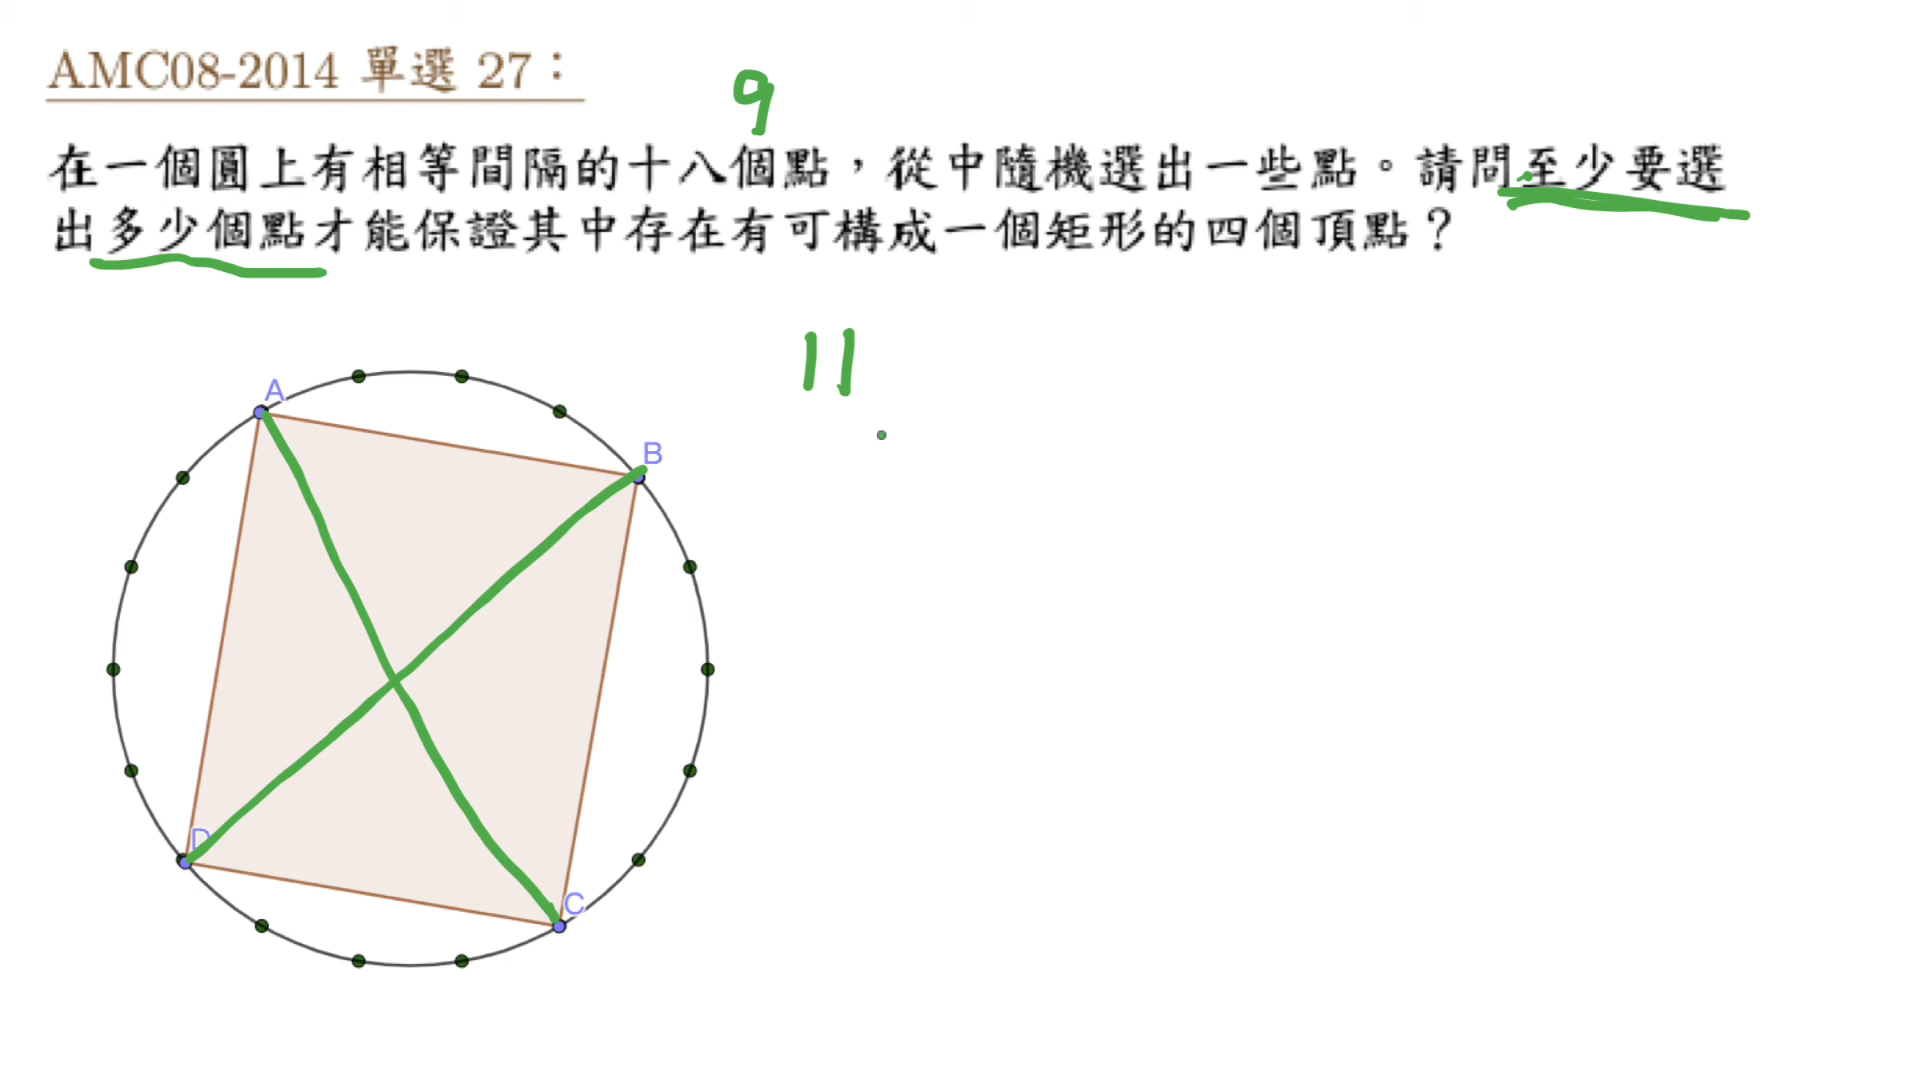 AMC08-2014 單選 27：
9
在一個圓上有相等間隔的十八個點，從中隨機選出一些點。請問至少要選
出多少個點才能保證其中存在有可構成一個矩形的四個頂點？
11
A
B
D
C